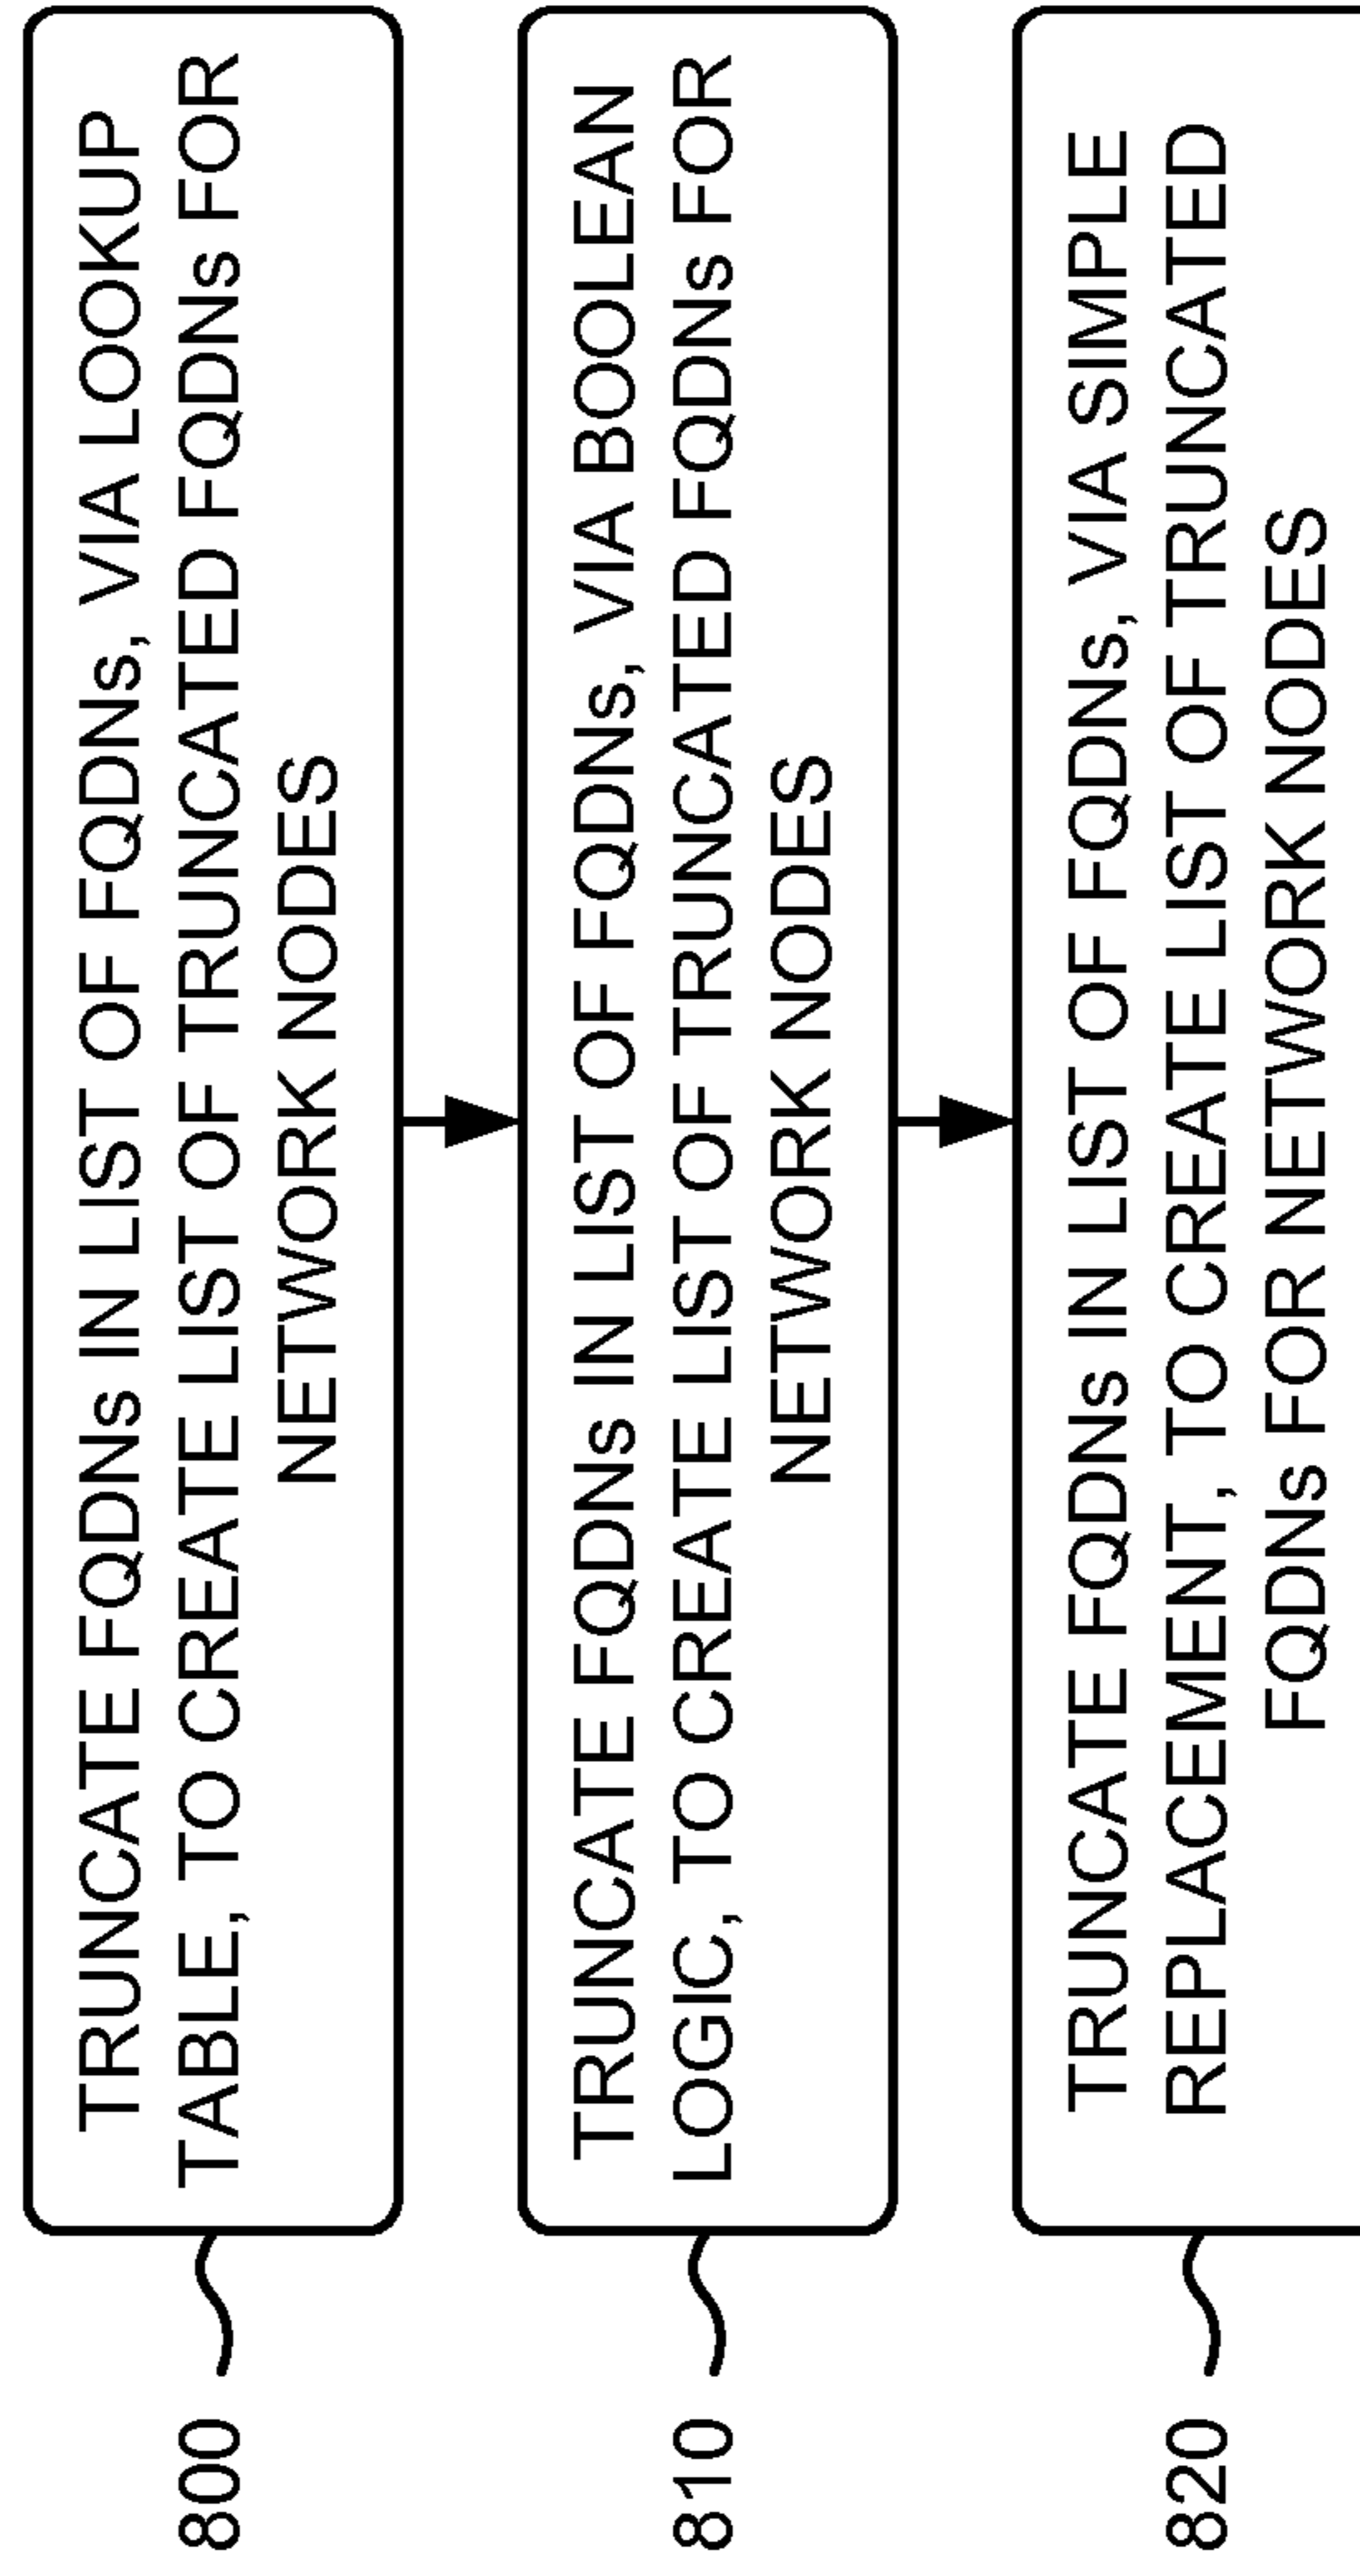 800
TRUNCATE FQDNs IN LIST OF FQDNs, VIA LOOKUP
TABLE, TO CREATE LIST OF TRUNCATED FQDNs FOR
NETWORK NODES
810
TRUNCATE FQDNs IN LIST OF FQDNs, VIA BOOLEAN
LOGIC, TO CREATE LIST OF TRUNCATED FQDNs FOR
NETWORK NODES
820
TRUNCATE FQDNs IN LIST OF FQDNs, VIA SIMPLE
REPLACEMENT, TO CREATE LIST OF TRUNCATED
FQDNs FOR NETWORK NODES